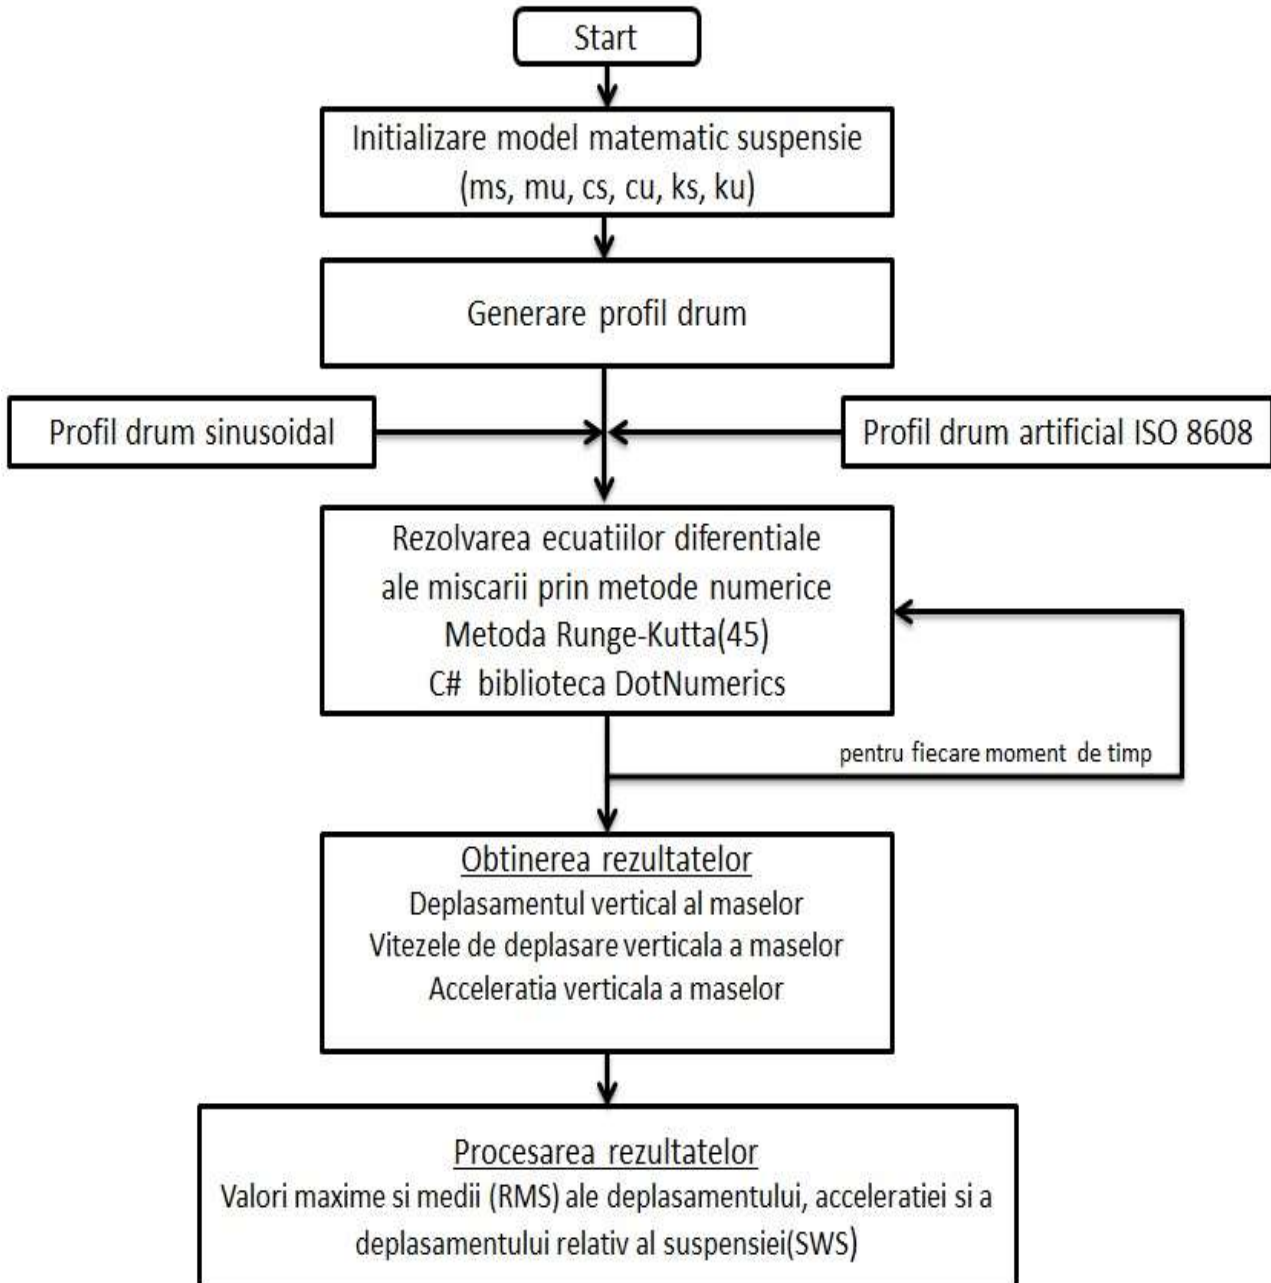 Start
Initializare model matematic suspensie
(ms, mu, cs, cu, ks, ku)
Generare profil drum
Profil drum sinusoidal
Profil drum artificial ISO 8608
Rezolvarea ecuatiilor diferentiale
ale miscarii prin metode numerice
Metoda Runge-Kutta(45)
C# biblioteca DotNumerics
pentru fiecare moment de timp
Obtinerea rezultatelor
Deplasamentul vertical al maselor
Vitezele de deplasare verticala a maselor
Acceleratia verticala a maselor
Procesarea rezultatelor
Valori maxime si medii (RMS) ale deplasamentului, acceleratiei si a
deplasamentului relativ al suspensiei(SWS)